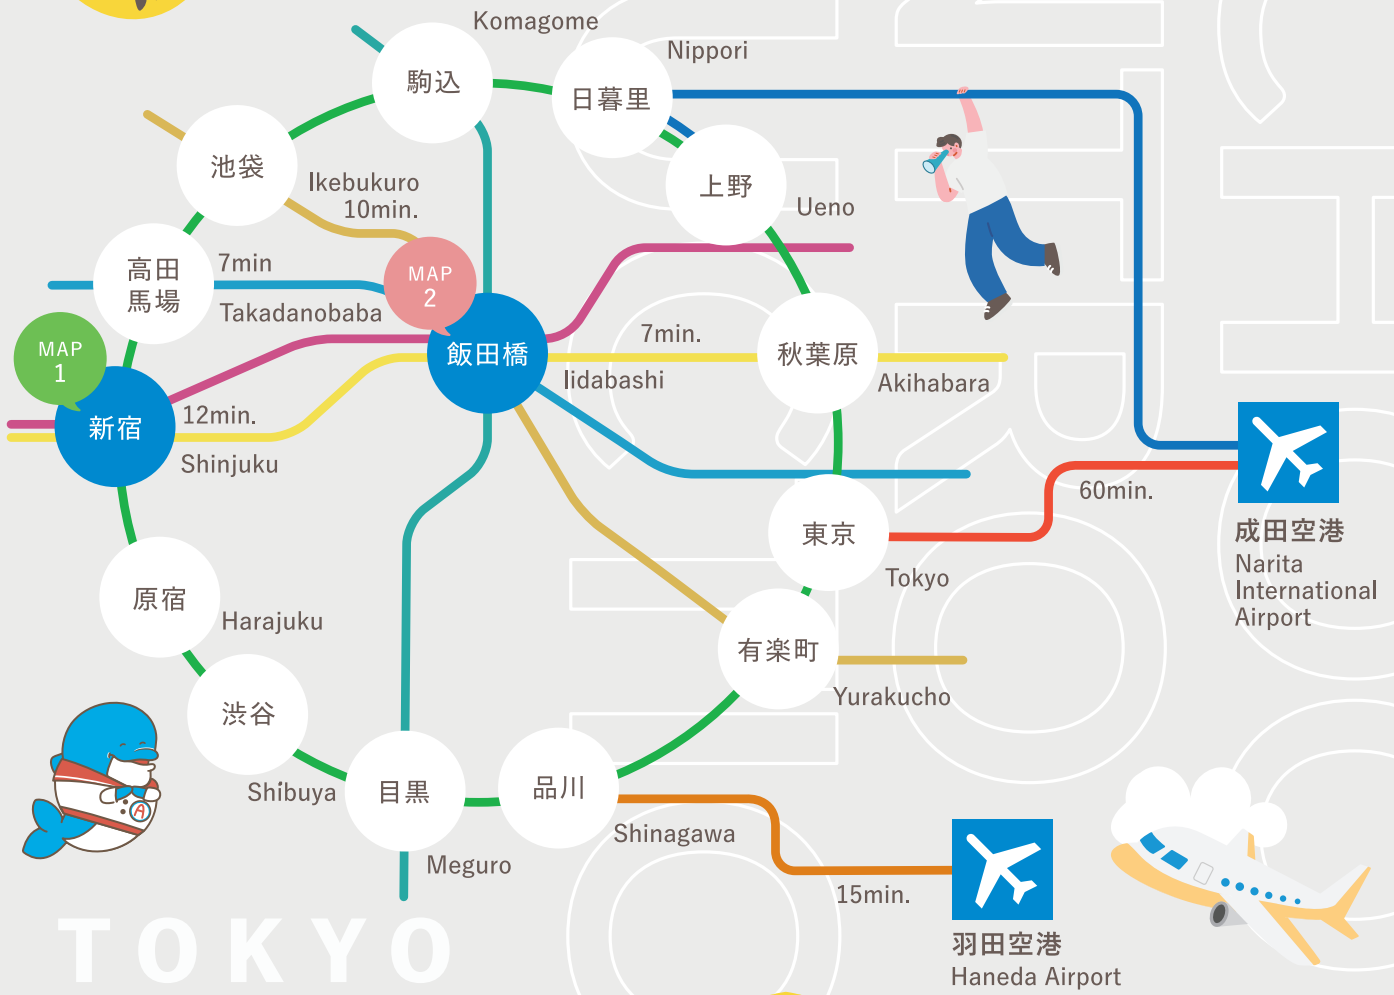 Komagome
駒込
Nippori
日暮里
池袋
Ikebukuro
10min.
上野
Ueno
高田
馬場
7min
Takadanobaba
MAP
2
MAP
1
飯田橋
Iidabashi
7min.
秋葉原
Akihabara
新宿
12min.
Shinjuku
60min.
成田空港
Narita
International
Airport
東京
Tokyo
原宿
Harajuku
有楽町
Yurakucho
渋谷
Shibuya
目黒
Meguro
品川
Shinagawa
15min.
羽田空港
Haneda Airport
A
TOKYO